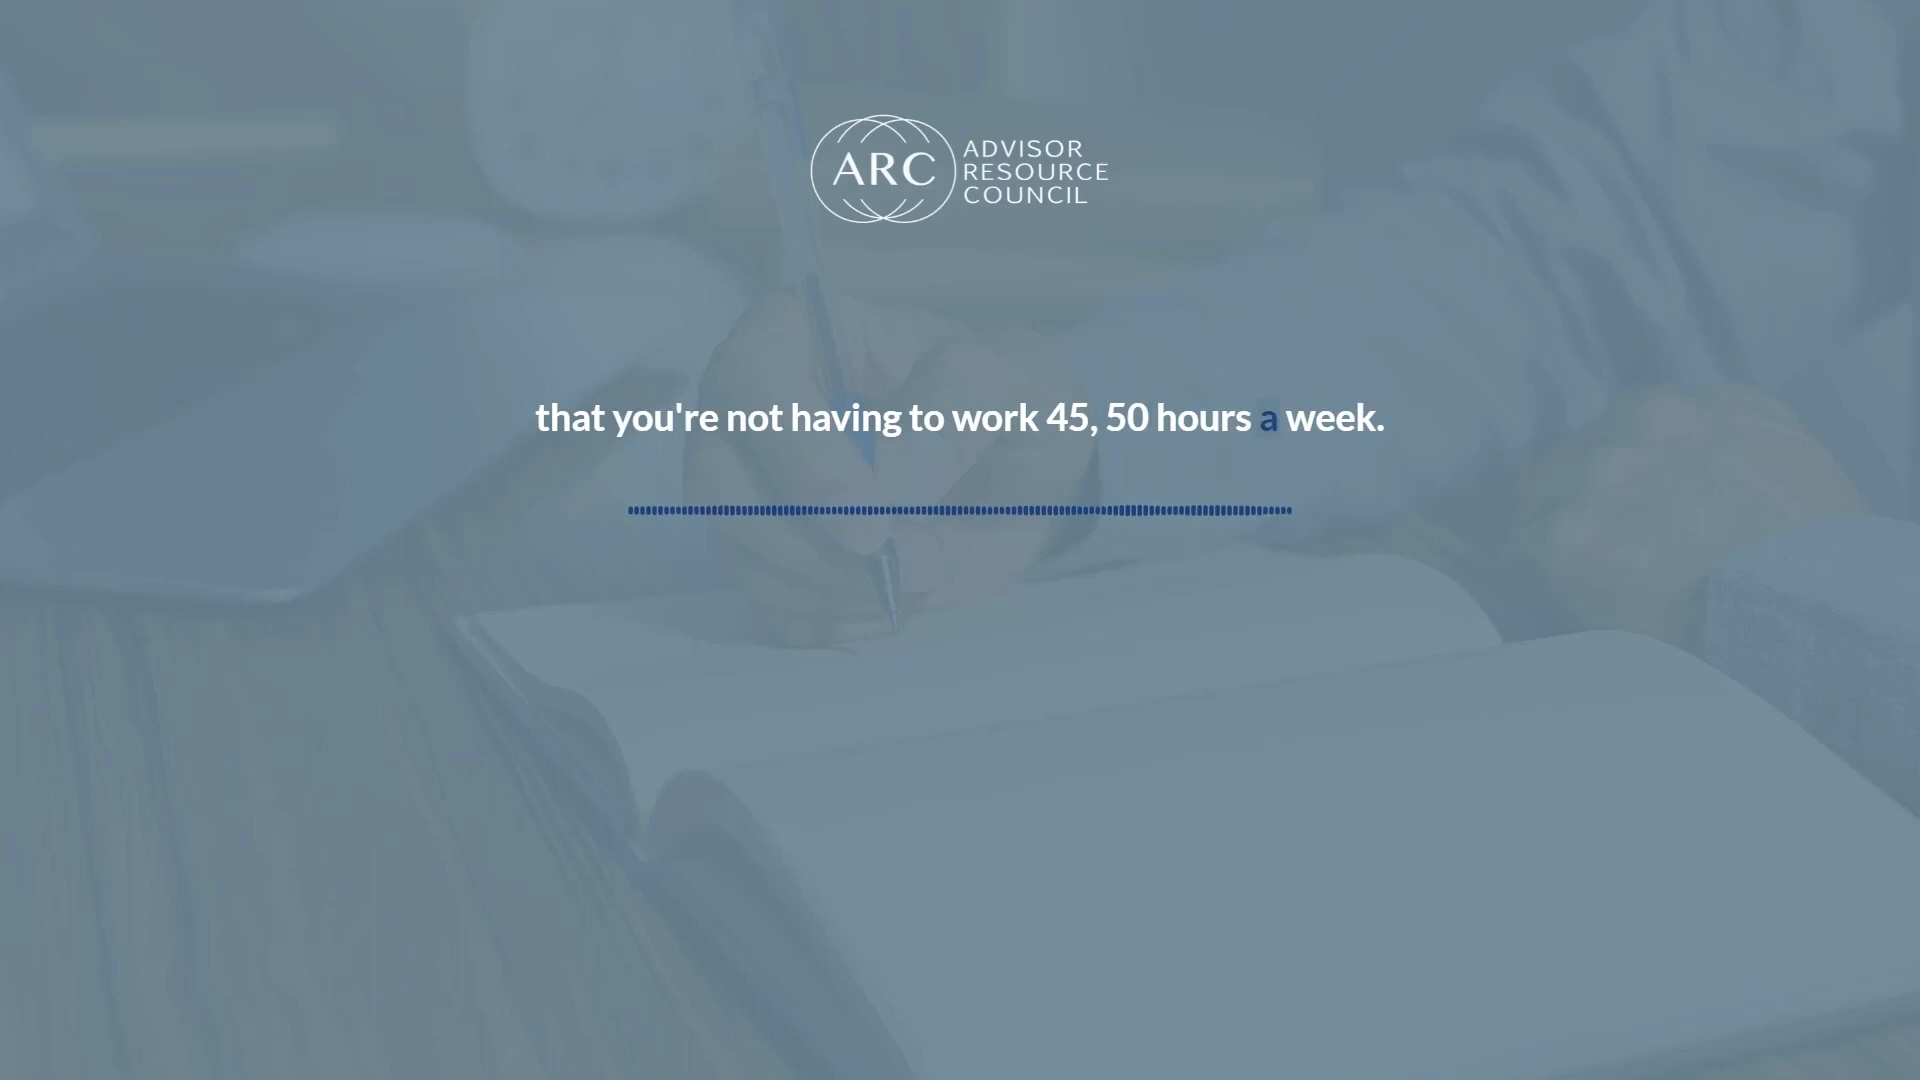 ARC
ADVISOR
RESOURCE
COUNCIL
that you're not having to work 45, 50 hours a week.